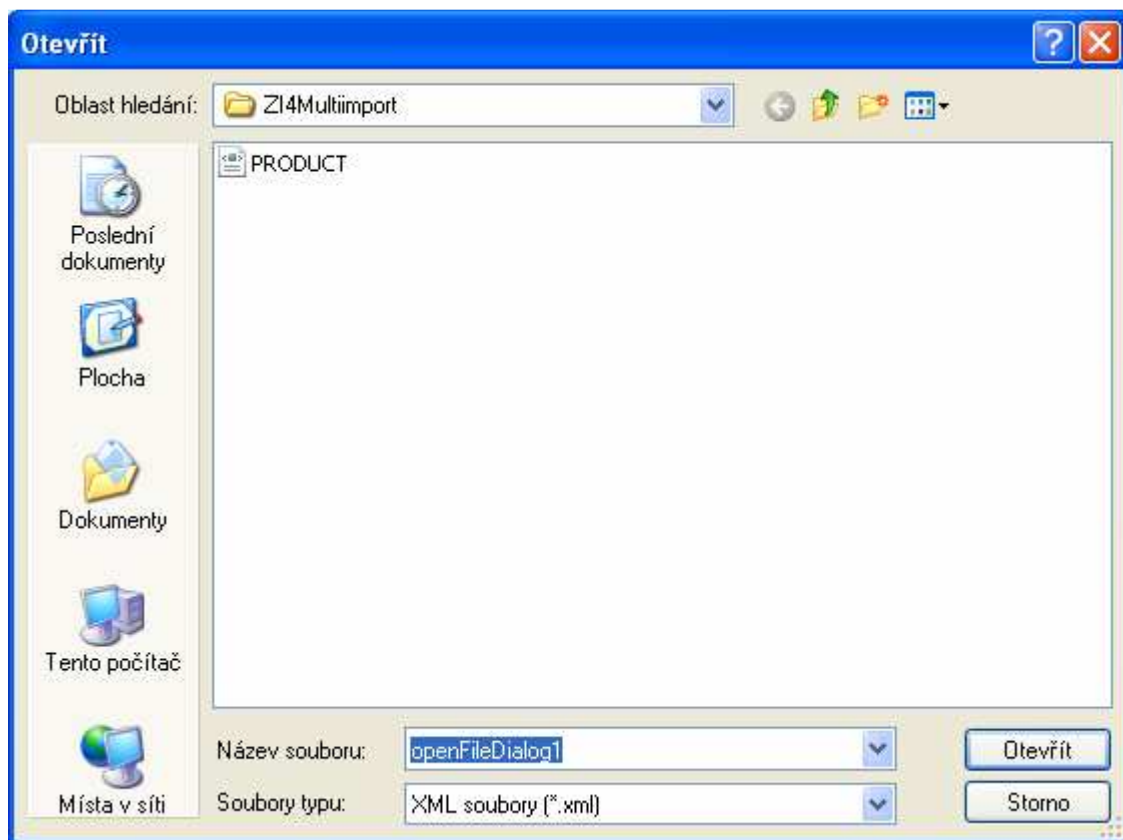 Otevřít
Oblast hledání: ZI4Multiimport
PRODUCT
Poslední
dokumenty
Plocha
Dokumenty
Tento počítač
Místa v síti
Název souboru: openFileDialog1 Otevřít
Soubory typu: XML soubory (*.xml) Storno